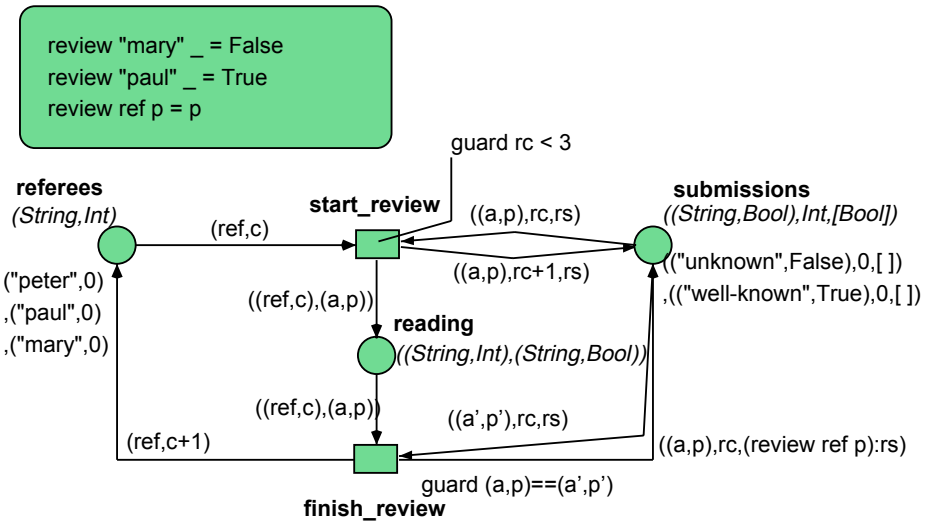 review "mary" _ = False
review "paul" _ = True
review ref p = p
guard rc < 3
referees
(String,Int)
(ref,c)
start_review
((a,p),rc,rs)
submissions
((String,Bool),Int,[Bool])
("peter",0)
,("paul",0)
,("mary",0)
((ref,c),(a,p))
((a,p),rc+1,rs)
(("unknown",False),0,[ ])
,(("well-known",True),0,[ ])
reading
((String,Int),(String,Bool))
((ref,c),(a,p))
((a’,p’),rc,rs)
(ref,c+1)
((a,p),rc,(review ref p):rs)
guard (a,p)==(a’,p’)
finish_review